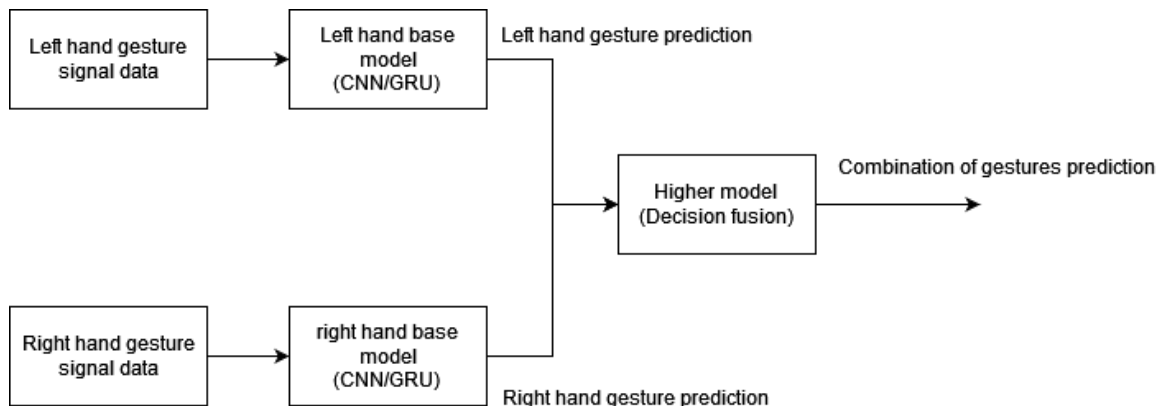 Left hand gesture
signal data
Left hand base
model
(CNN/GRU)
Left hand gesture prediction
Higher model
(Decision fusion)
Combination of gestures prediction
Right hand gesture
signal data
right hand base
model
(CNN/GRU)
Right hand gesture prediction